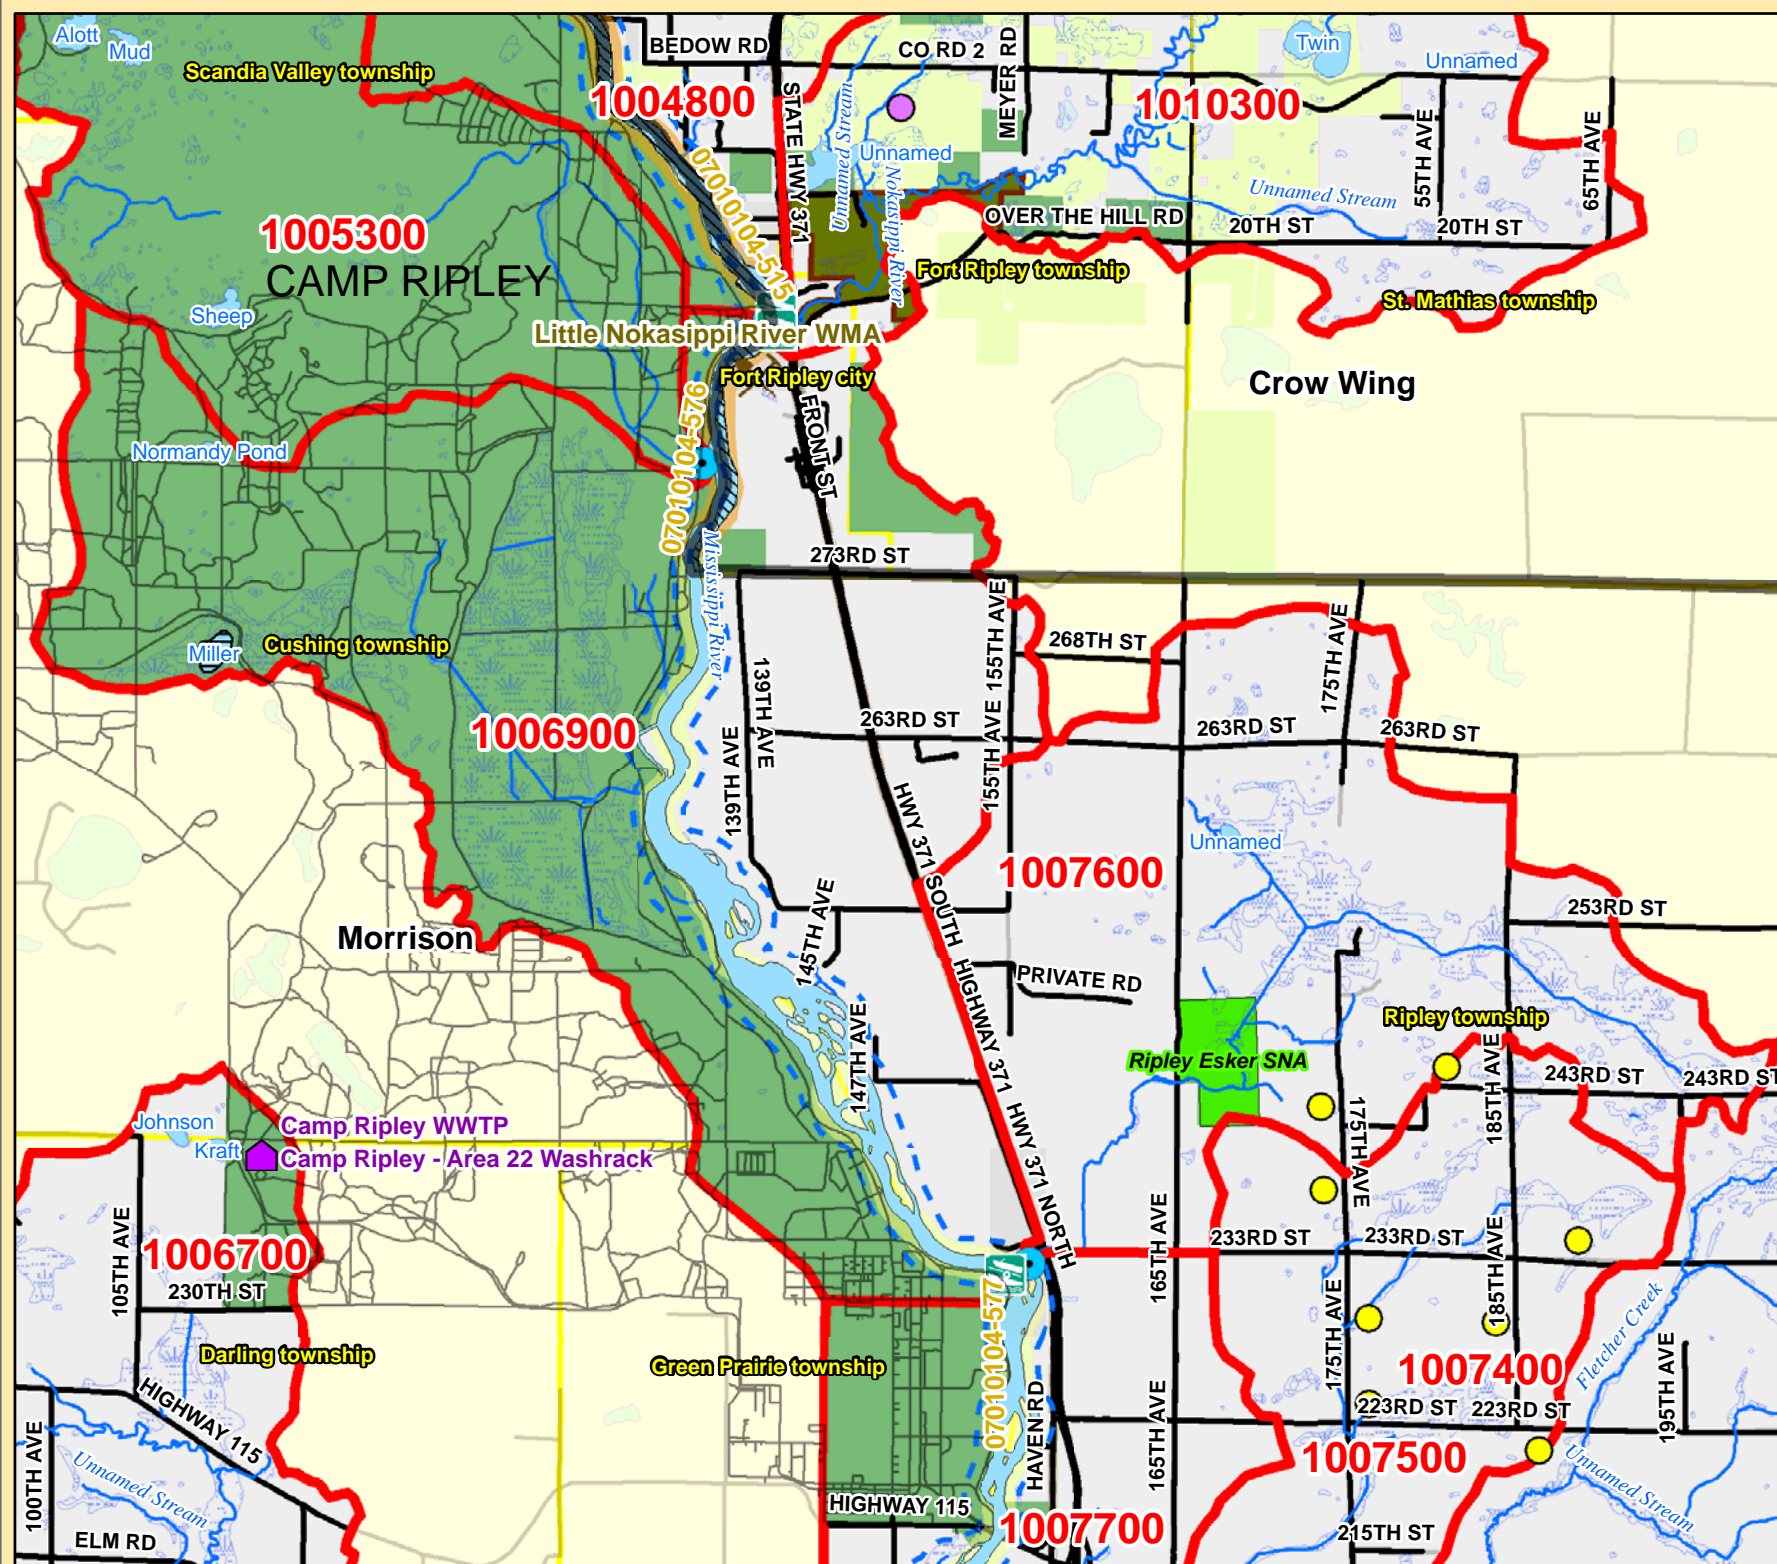 Alott
Mud
Scandia Valley township
BEDOW RD
CO RD 2
MEYER RD
Twin
Unnamed
1004800
STATE HWY 371
Unnamed Stream
1010300
55TH AVE
65TH AVE
Unnamed
07010104-515
Nokasippi River
Unnamed Stream
OVER THE HILL RD
20TH ST
20TH ST
1005300
CAMP RIPLEY
Fort Ripley township
St. Mathias township
Sheep
Little Nokasippi River WMA
Fort Ripley city
Crow Wing
07010104-576
FRONT ST
Normandy Pond
Mississippi River
273RD ST
155TH AVE
155TH AVE
268TH ST
175TH AVE
Miller
Cushing township
139TH AVE
139TH AVE
1006900
263RD ST
263RD ST
263RD ST
HWY 371
Unnamed
1007600
SOUTH
145TH AVE
253RD ST
Morrison
HIGHWAY 371
PRIVATE RD
147TH AVE
Ripley township
Ripley Esker SNA
185TH AVE
243RD ST
243RD ST
HWY 371 NORTH
175TH AVE
Johnson
Kraft
Camp Ripley WWTP
Camp Ripley - Area 22 Washrack
105TH AVE
1006700
230TH ST
165TH AVE
233RD ST
233RD ST
185TH AVE
175TH AVE
Fletcher Creek
07010104-577
Darling township
Green Prairie township
1007400
195TH AVE
HIGHWAY 115
HAVEN RD
165TH AVE
223RD ST
223RD ST
100TH AVE
Unnamed Stream
1007500
Unnamed Stream
HIGHWAY 115
1007700
215TH ST
ELM RD